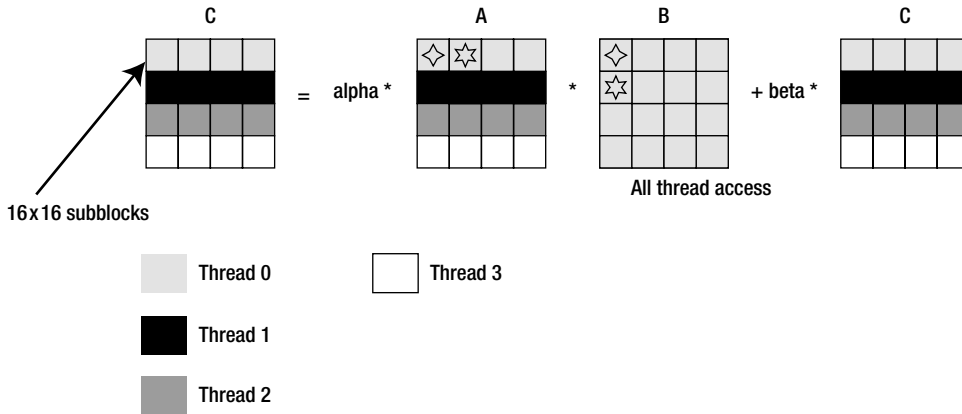 C A B C
= alpha * * + beta *
All thread access
16x16 subblocks
Thread 0 Thread 3
Thread 1
Thread 2